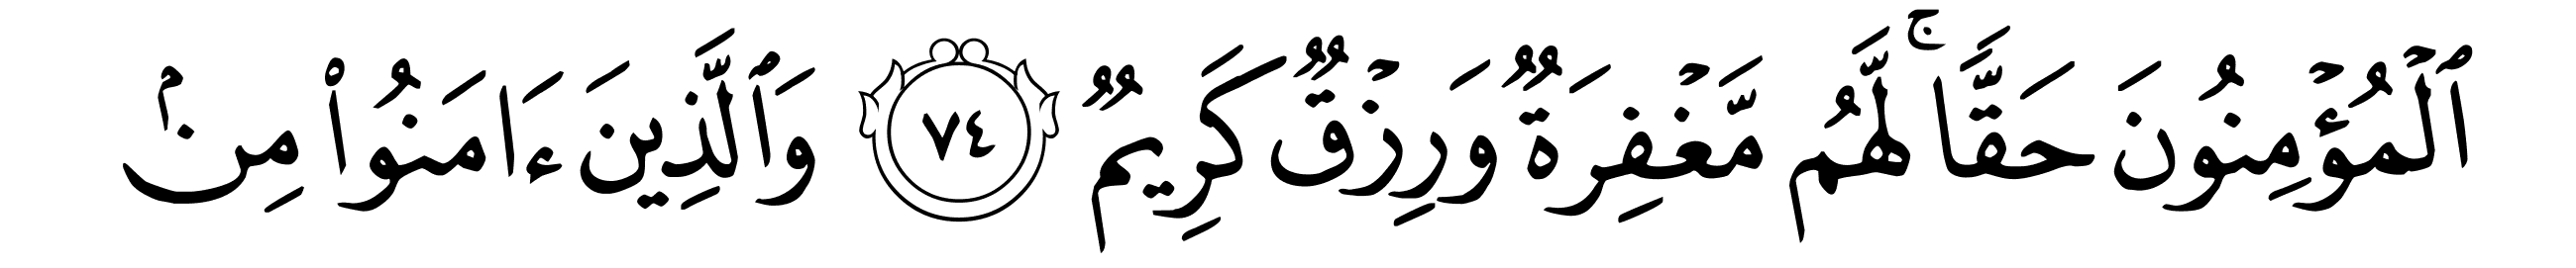 ٱلْمُؤْمِنُونَ حَقًّاۚ لَّهُم مَّغْفِرَةٌ وَرِزْقٌ كَرِيمٌ ٧٤ وَٱلَّذِينَ ءَامَنُوا۟ مِنۢ